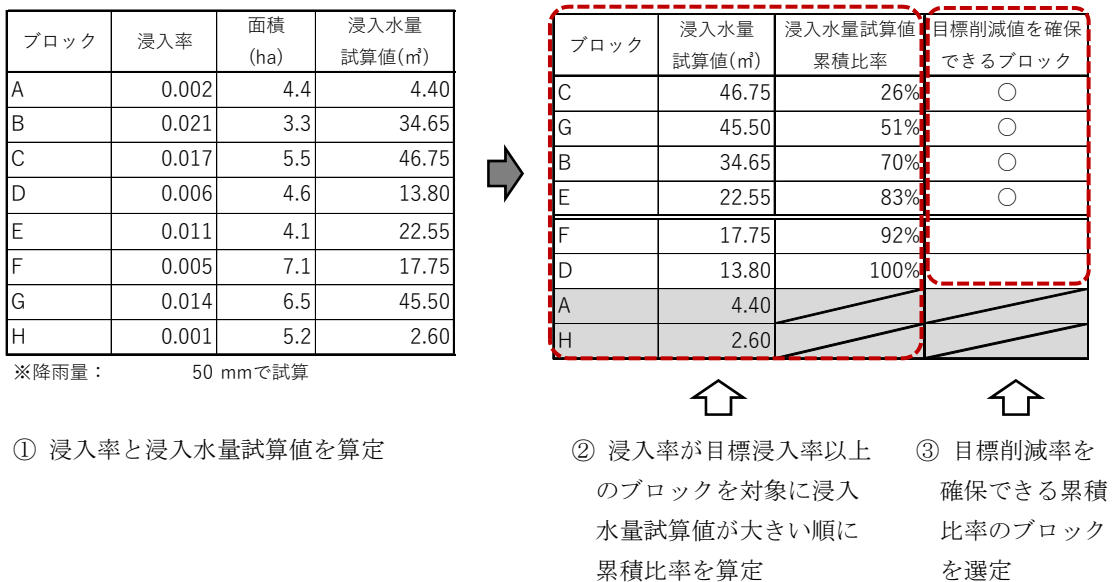 ブロック 浸入率 面積(ha) 浸入水量試算値(㎥)
A 0.002 4.4 4.40
B 0.021 3.3 34.65
C 0.017 5.5 46.75
D 0.006 4.6 13.80
E 0.011 4.1 22.55
F 0.005 7.1 17.75
G 0.014 6.5 45.50
H 0.001 5.2 2.60
※降雨量： 50 mmで試算
① 浸入率と浸入水量試算値を算定
ブロック 浸入水量試算値(㎥) 浸入水量試算値累積比率 目標削減値を確保できるブロック
C 46.75 26% ○
G 45.50 51% ○
B 34.65 70% ○
E 22.55 83% ○
F 17.75 92%
D 13.80 100%
A 4.40
H 2.60
② 浸入率が目標浸入率以上
のブロックを対象に浸入
水量試算値が大きい順に
累積比率を算定
③ 目標削減率を
確保できる累積
比率のブロック
を選定